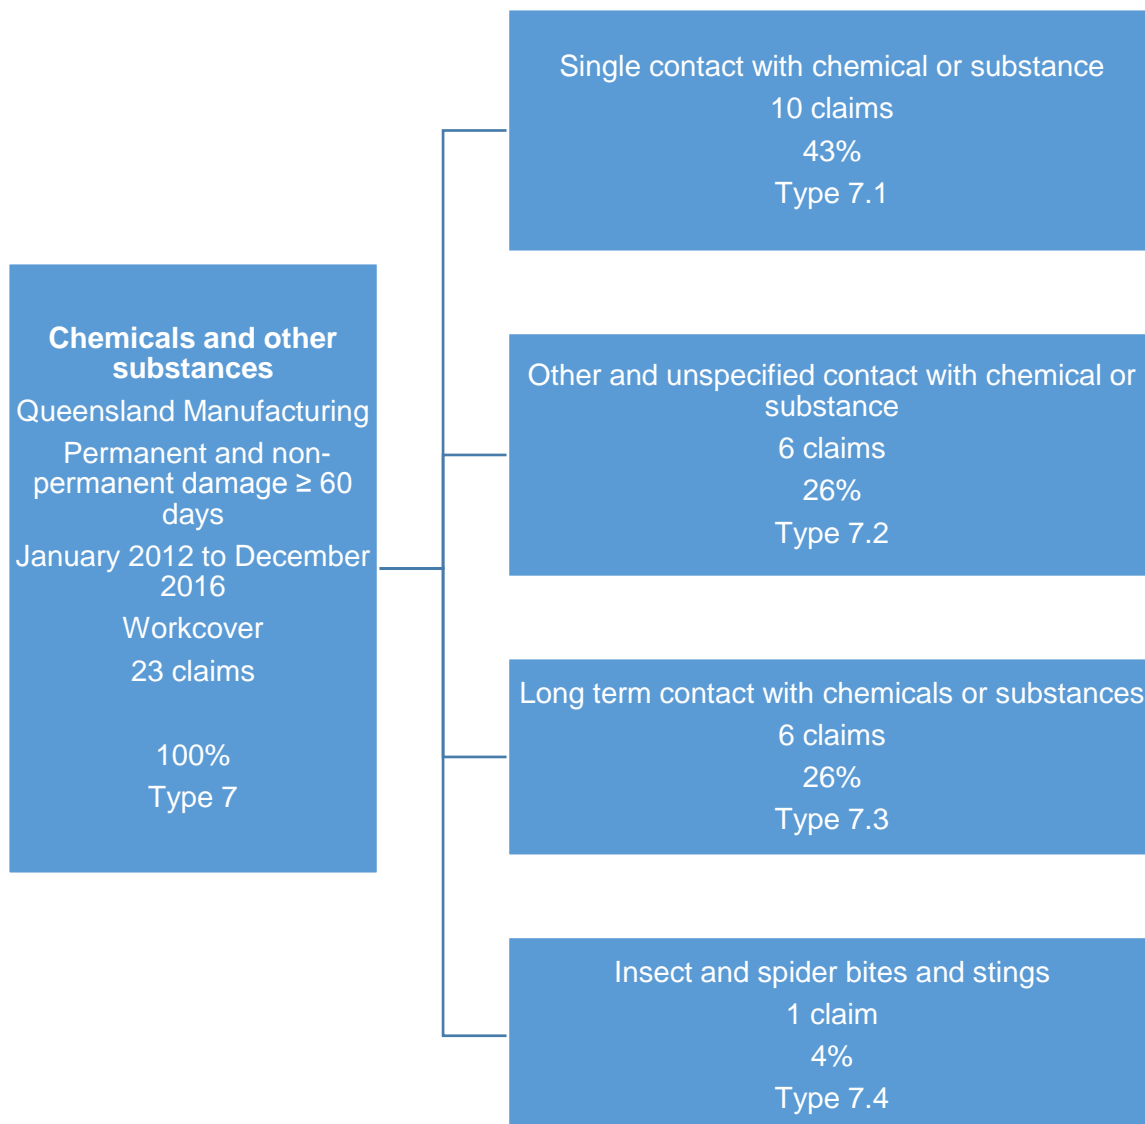 Chemicals and other
substances
Queensland Manufacturing
Permanent and non-
permanent damage ≥ 60
days
January 2012 to December
2016
Workcover
23 claims
100%
Type 7
Single contact with chemical or substance
10 claims
43%
Type 7.1
Other and unspecified contact with chemical or
substance
6 claims
26%
Type 7.2
Long term contact with chemicals or substances
6 claims
26%
Type 7.3
Insect and spider bites and stings
1 claim
4%
Type 7.4